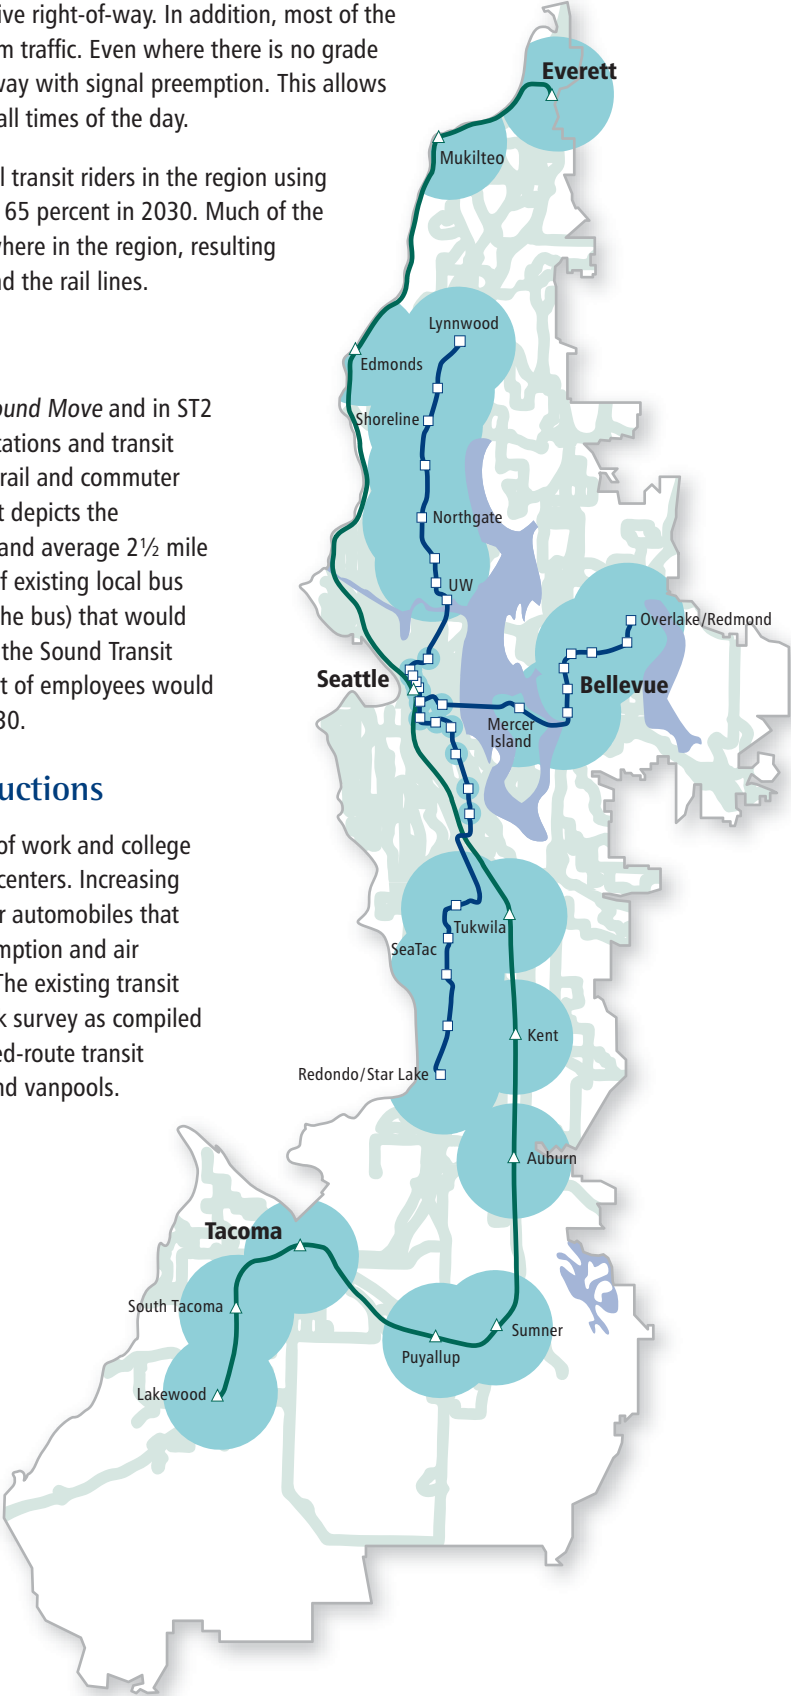 ive right-of-way. In addition, most of the
m traffic. Even where there is no grade
way with signal preemption. This allows
all times of the day.
l transit riders in the region using
65 percent in 2030. Much of the
where in the region, resulting
nd the rail lines.
ound Move and in ST2
tations and transit
rail and commuter
t depicts the
and average 2½ mile
of existing local bus
the bus) that would
the Sound Transit
t of employees would
30.
uctions
of work and college
centers. Increasing
r automobiles that
mption and air
The existing transit
k survey as compiled
ed-route transit
nd vanpools.
Everett
Mukilteo
Lynnwood
Edmonds
Shoreline
Northgate
UW
Overlake/Redmond
Seattle
Bellevue
Mercer
Island
Tukwila
SeaTac
Kent
Redondo/Star Lake
Auburn
Tacoma
South Tacoma
Sumner
Puyallup
Lakewood